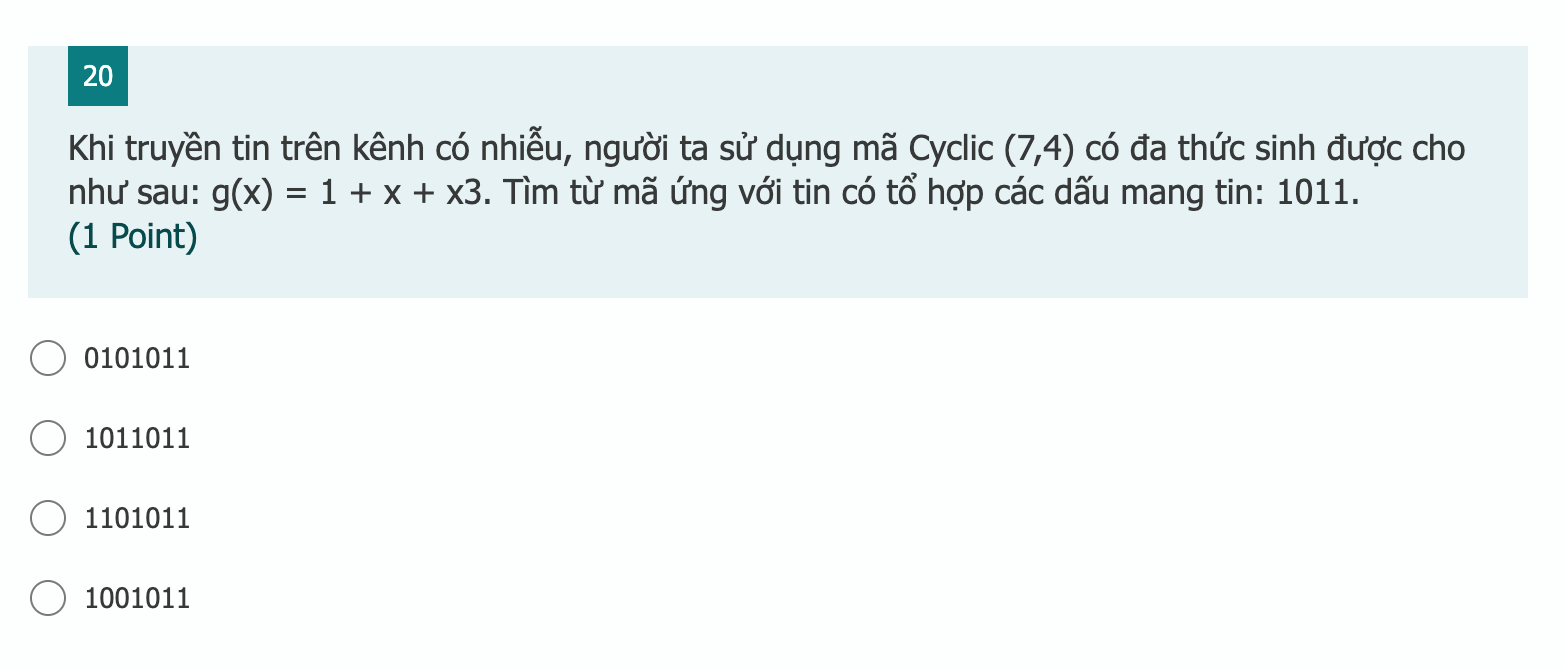 20
Khi truyền tin trên kênh có nhiễu, người ta sử dụng mã Cyclic (7,4) có đa thức sinh được cho
như sau: g(x) = 1 + x + x3. Tìm từ mã ứng với tin có tổ hợp các dấu mang tin: 1011.
(1 Point)
0101011
1011011
1101011
1001011